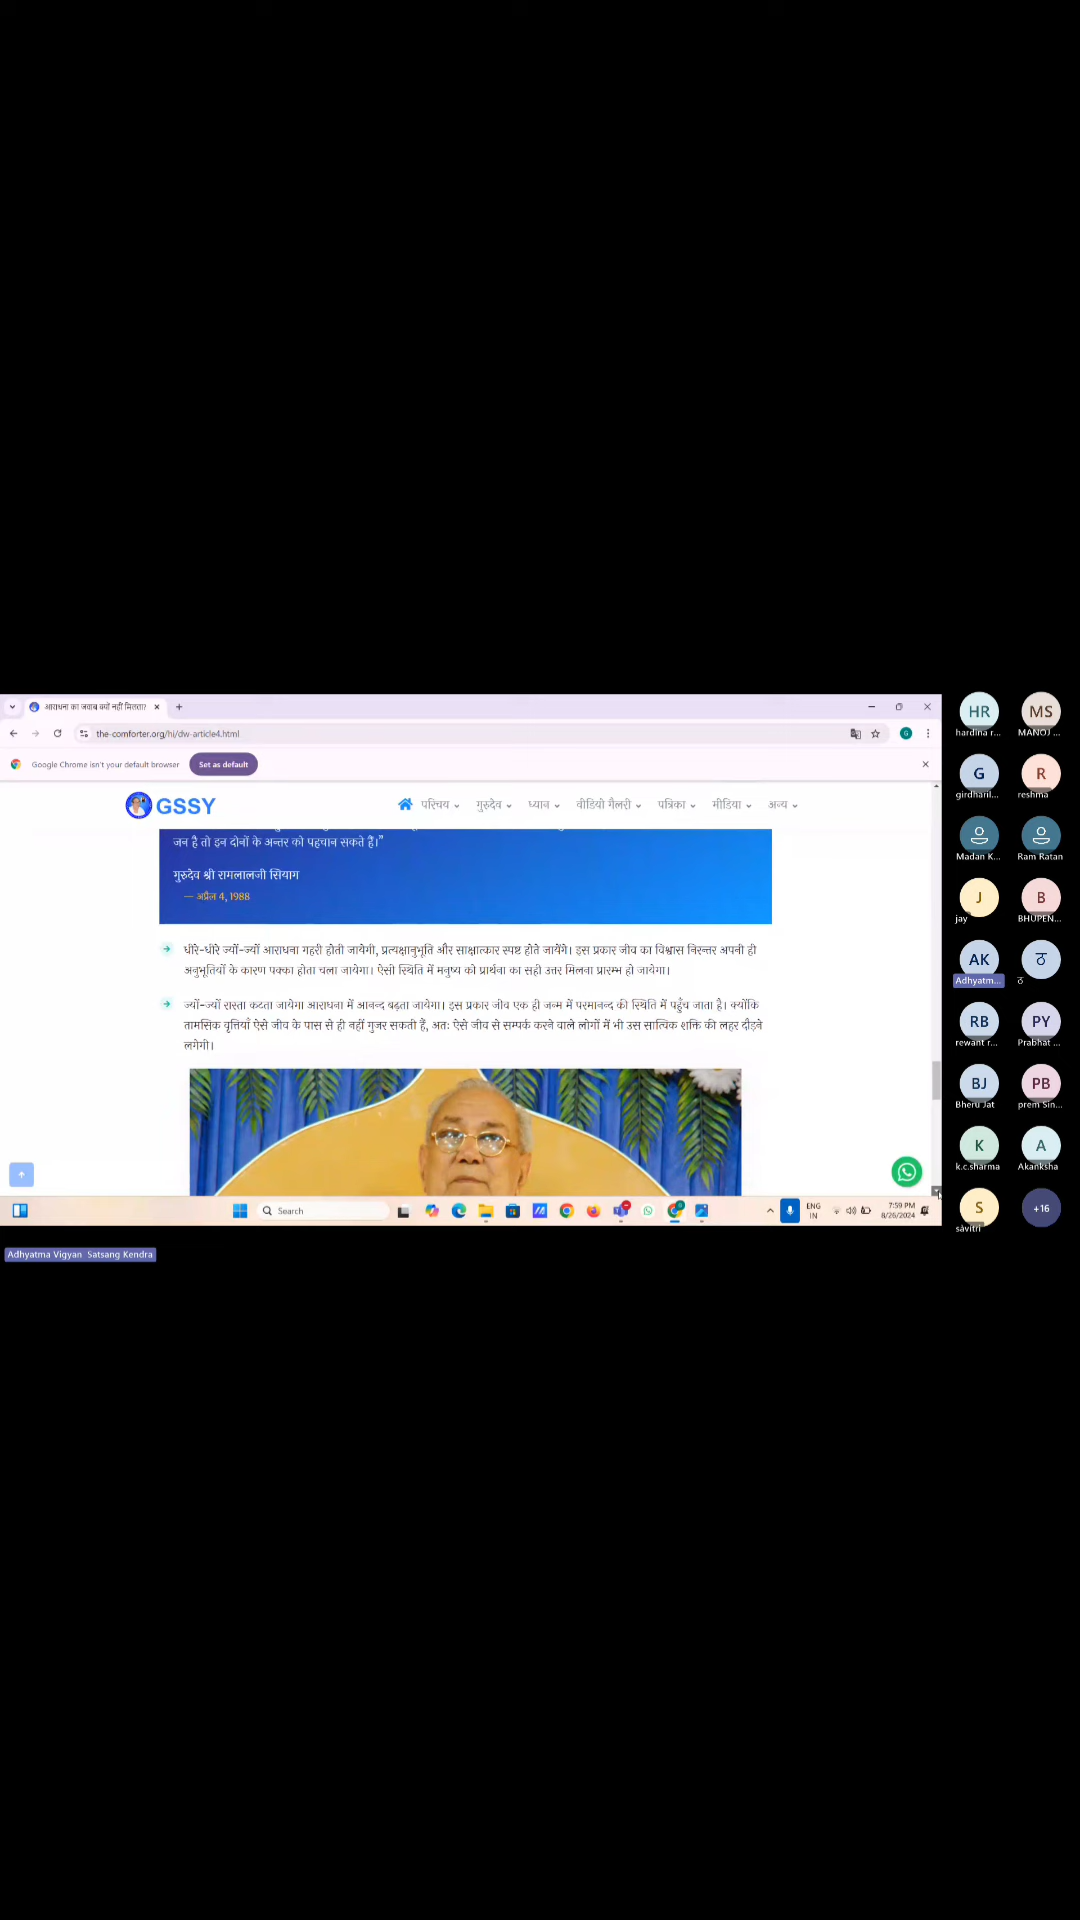 आराधना का जवाब क्यों नहीं मिलता?
the-comforter.org/hi/dw-article4.html
Google Chrome isn't your default browser Set as default
GSSY परिचय गुरुदेव ध्यान वीडियो गैलरी पत्रिका मीडिया अन्य
जन है तो इन दोनों के अन्तर को पहचान सकते हैं।”
गुरुदेव श्री रामलालजी सियाग
— अप्रैल 4, 1988
धीरे-धीरे ज्यों-ज्यों आराधना गहरी होती जायेगी, प्रत्यक्षानुभूति और साक्षात्कार स्पष्ट होते जायेंगे। इस प्रकार जीव का विश्वास निरन्तर अपनी ही
अनुभूतियों के कारण पक्का होता चला जायेगा। ऐसी स्थिति में मनुष्य को प्रार्थना का सही उत्तर मिलना प्रारम्भ हो जायेगा।
ज्यों-ज्यों रास्ता कटता जायेगा आराधना में आनन्द बढ़ता जायेगा। इस प्रकार जीव एक ही जन्म में परमानन्द की स्थिति में पहुँच जाता है। क्योंकि
तामसिक वृत्तियाँ ऐसे जीव के पास से ही नहीं गुजर सकती हैं, अतः ऐसे जीव से सम्पर्क करने वाले लोगों में भी उस सात्विक शक्ति की लहर दौड़ने
लगेगी।
Search
ENG
IN
7:59 PM
8/26/2024
Adhyatma Vigyan Satsang Kendra
HR MS
hardina r... MANOJ ...
G R
girdharil... reshma
Madan K... Ram Ratan
J B
jay BHUPEN...
AK ठ
Adhyatm... ठ
RB PY
rewant r... Prabhat ...
BJ PB
Bheru Jat prem Sin...
K A
k.c.sharma Akanksha
S +16
sàvitri